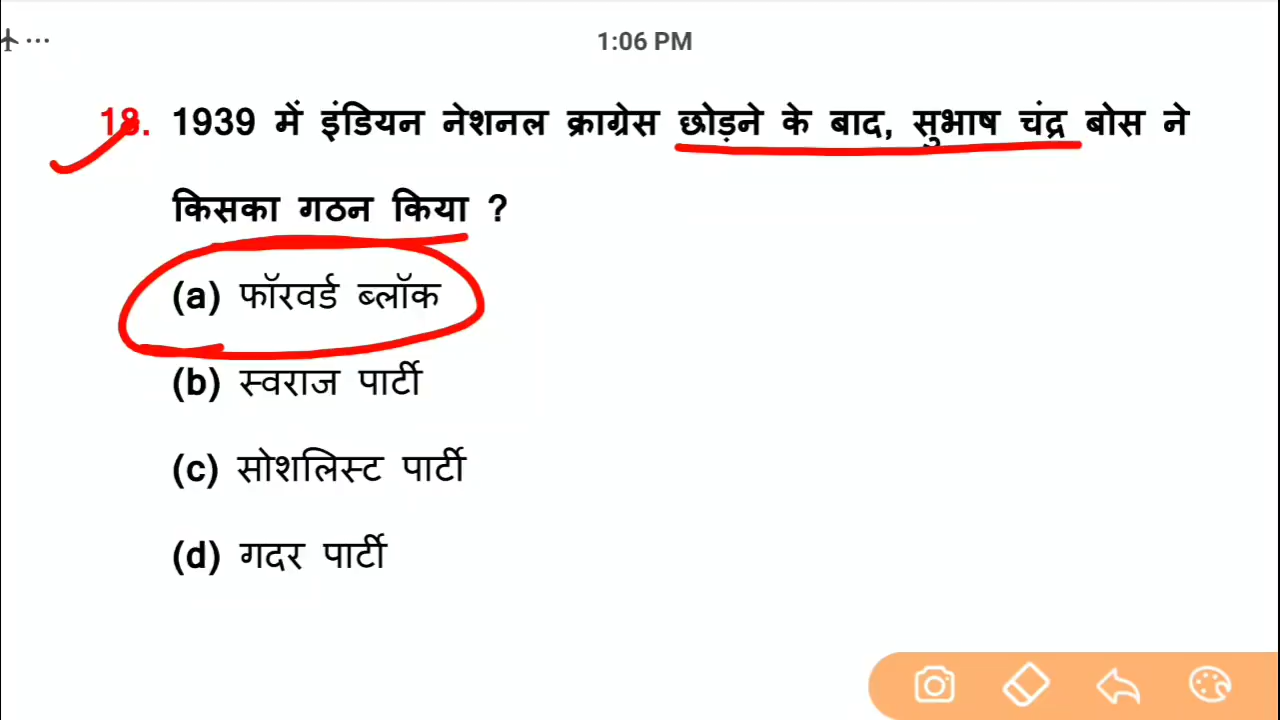 1:06 PM
18. 1939 में इंडियन नेशनल क्राग्रेस छोड़ने के बाद, सुभाष चंद्र बोस ने
किसका गठन किया ?
(a) फॉरवर्ड ब्लॉक
(b) स्वराज पार्टी
(c) सोशलिस्ट पार्टी
(d) गदर पार्टी